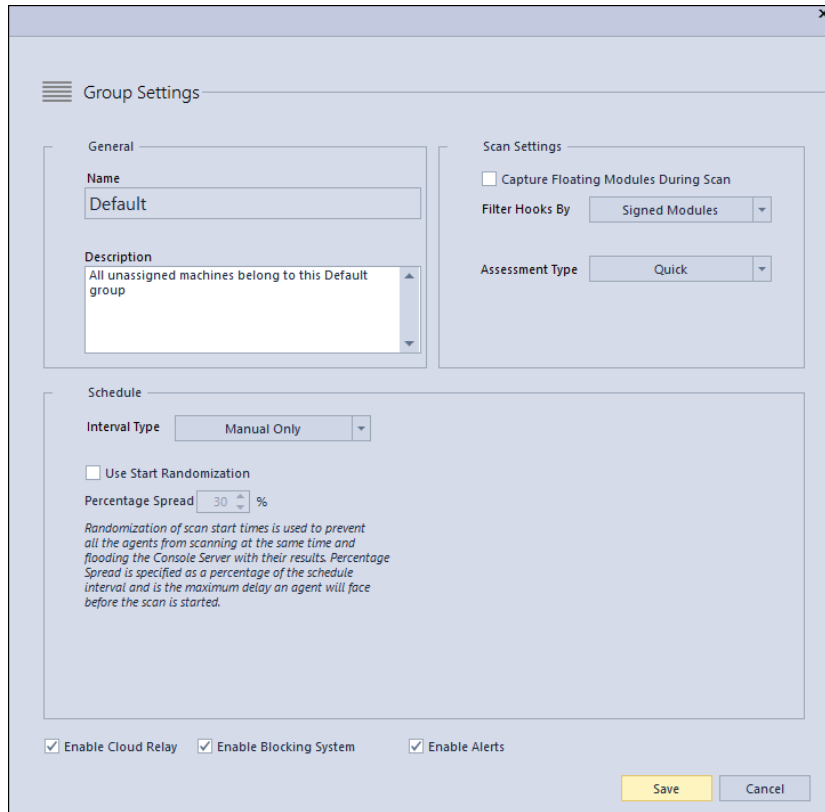 Group Settings
General
Name
Default
Description
All unassigned machines belong to this Default
group
Scan Settings
Capture Floating Modules During Scan
Filter Hooks By Signed Modules
Assessment Type Quick
Schedule
Interval Type Manual Only
Use Start Randomization
Percentage Spread 30 %
Randomization of scan start times is used to prevent
all the agents from scanning at the same time and
flooding the Console Server with their results. Percentage
Spread is specified as a percentage of the schedule
interval and is the maximum delay an agent will face
before the scan is started.
Enable Cloud Relay Enable Blocking System Enable Alerts
Save Cancel